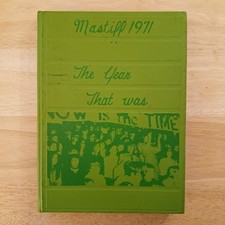 Mastiff 1971
The Year
That was
NOW IS THE TIME